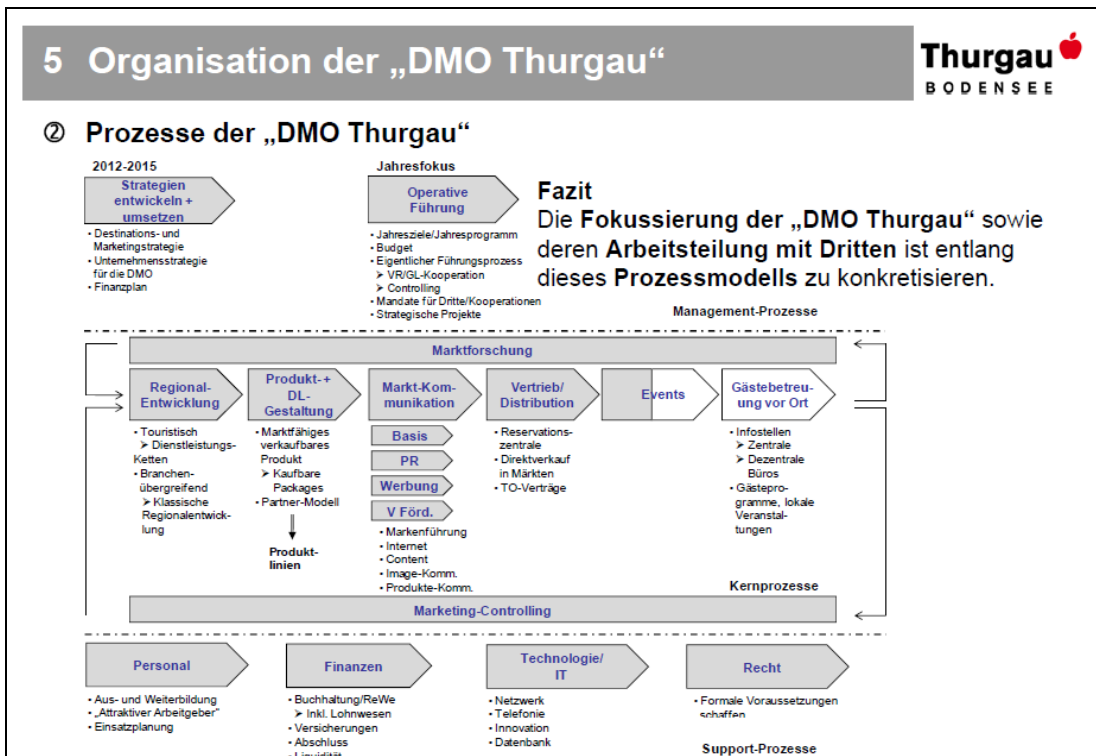 5 Organisation der „DMO Thurgau“
Thurgau
BODENSEE
② Prozesse der „DMO Thurgau“
2012-2015
Strategien
entwickeln +
umsetzen
• Destinations- und
Marketingstrategie
• Unternehmensstrategie
für die DMO
• Finanzplan
Jahresfokus
Operative
Führung
• Jahresziele/Jahresprogramm
• Budget
• Eigentlicher Führungsprozess
➤ VR/GL-Kooperation
➤ Controlling
• Mandate für Dritte/Kooperationen
• Strategische Projekte
Fazit
Die Fokussierung der „DMO Thurgau“ sowie
deren Arbeitsteilung mit Dritten ist entlang
dieses Prozessmodells zu konkretisieren.
Management-Prozesse
Marktforschung
Regional-
Entwicklung
• Touristisch
➤ Dienstleistungs-
Ketten
• Branchen-
übergreifend
➤ Klassische
Regionalentwick-
lung
Produkt- +
DL-
Gestaltung
• Marktfähiges
verkaufbares
Produkt
➤ Kaufbare
Packages
• Partner-Modell
Produkt-
linien
Markt-Kom-
munikation
Basis
PR
Werbung
V Förd.
• Markenführung
• Internet
• Content
• Image-Komm.
• Produkte-Komm.
Vertrieb/
Distribution
• Reservations-
zentrale
• Direktverkauf
in Märkten
• TO-Verträge
Events
Gästebetreu-
ung vor Ort
• Infostellen
➤ Zentrale
➤ Dezentrale
Büros
• Gästepro-
gramme, lokale
Veranstal-
tungen
Kernprozesse
Marketing-Controlling
Personal
• Aus- und Weiterbildung
• „Attraktiver Arbeitgeber“
• Einsatzplanung
Finanzen
• Buchhaltung/ReWe
➤ Inkl. Lohnwesen
• Versicherungen
• Abschluss
• Liquidität
Technologie/
IT
• Netzwerk
• Telefonie
• Innovation
• Datenbank
Recht
• Formale Voraussetzungen
schaffen
Support-Prozesse